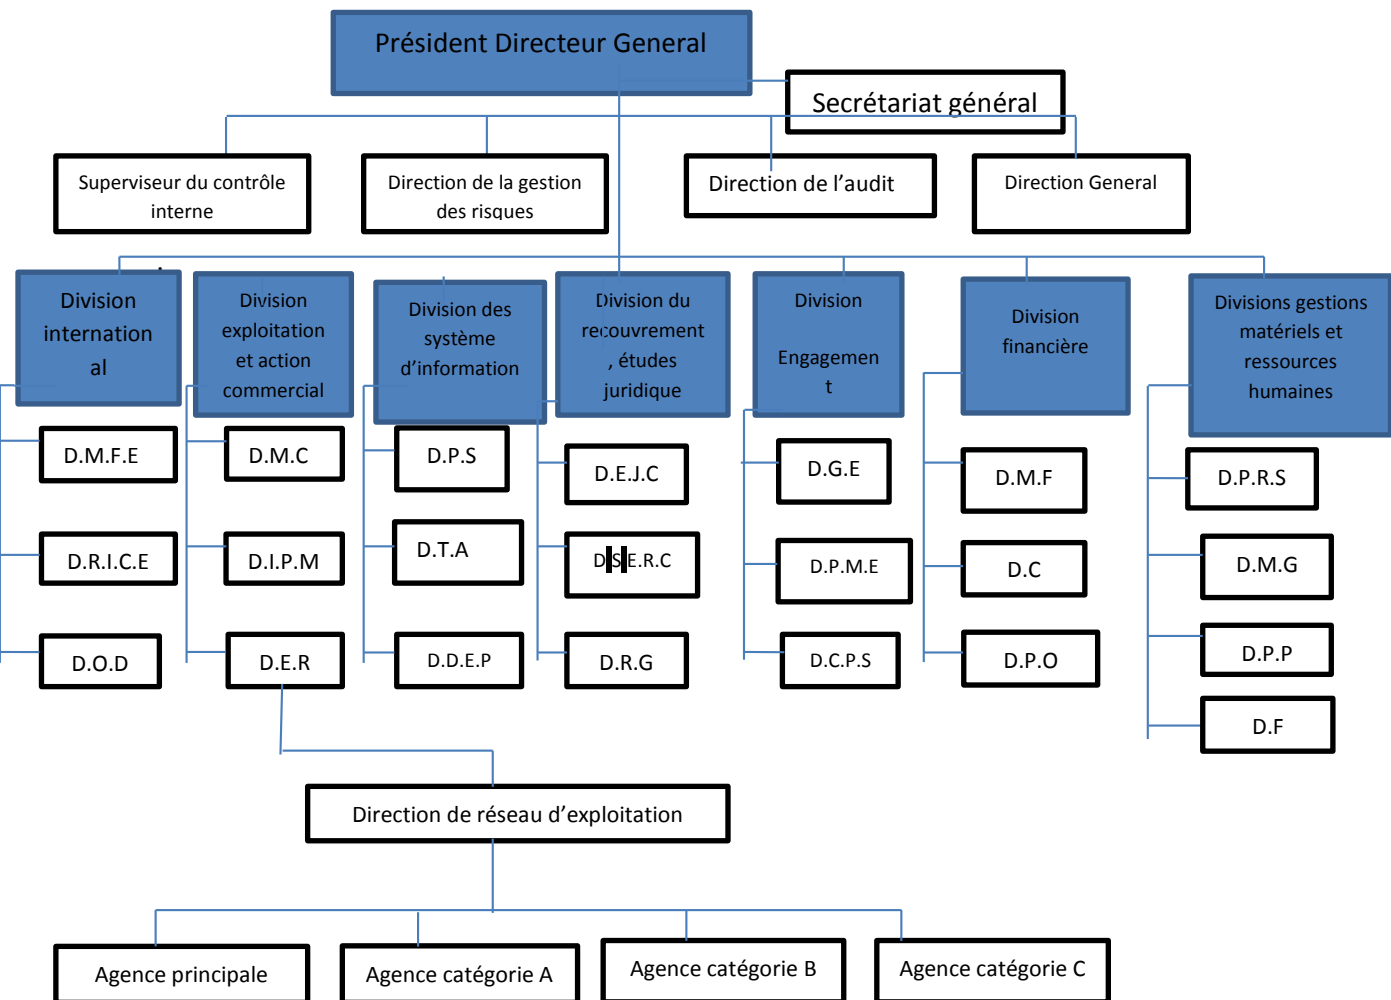 Président Directeur General
Secrétariat général
Superviseur du contrôle
interne
Direction de la gestion
des risques
Direction de l’audit
Direction General
Division
internation
al
Division
exploitation
et action
commercial
Division des
système
d’information
Division du
recouvrement
, études
juridique
Division
Engagemen
t
Division
financière
Divisions gestions
matériels et
ressources
humaines
D.M.F.E
D.R.I.C.E
D.O.D
D.M.C
D.I.P.M
D.E.R
D.P.S
D.T.A
D.D.E.P
D.E.J.C
D.S.E.R.C
D.R.G
D.G.E
D.P.M.E
D.C.P.S
D.M.F
D.C
D.P.O
D.P.R.S
D.M.G
D.P.P
D.F
Direction de réseau d’exploitation
Agence principale
Agence catégorie A
Agence catégorie B
Agence catégorie C